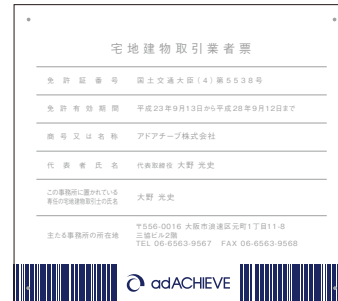 宅地建物取引業者票
免許証番号 国土交通大臣(4)第5538号
免許有効期間 平成23年9月13日から平成28年9月12日まで
商号又は名称 アドアチーブ株式会社
代表者氏名 代表取締役 大野 光史
この事務所に置かれている
専任の宅地建物取引士の氏名 大野 光史
主たる事務所の所在地 〒556-0016 大阪市浪速区元町1丁目11-8
三協ビル2階
TEL 06-6563-9567 FAX 06-6563-9568
adACHIEVE